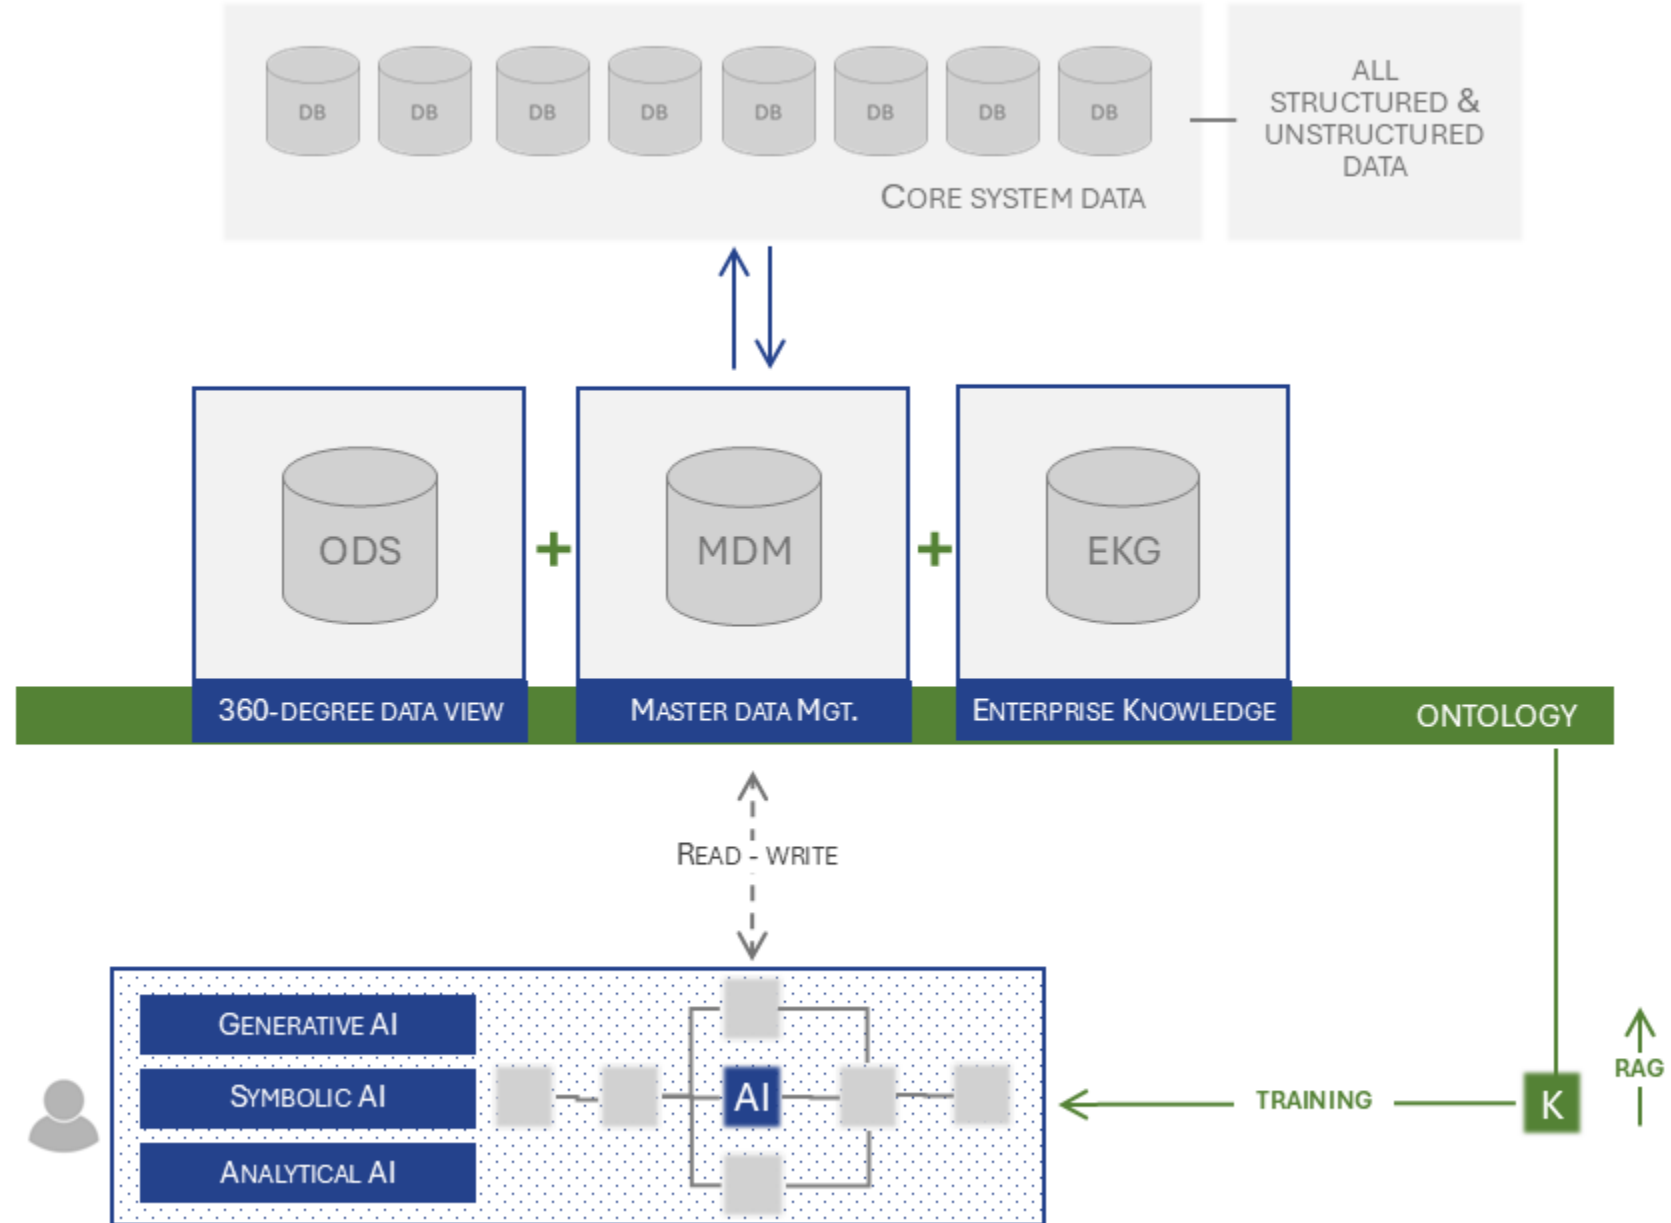 DB DB DB DB DB DB DB DB
ALL
STRUCTURED &
UNSTRUCTURED
DATA
CORE SYSTEM DATA
ODS
+
MDM
+
EKG
360-DEGREE DATA VIEW
MASTER DATA MGT.
ENTERPRISE KNOWLEDGE
ONTOLOGY
READ - WRITE
GENERATIVE AI
SYMBOLIC AI
ANALYTICAL AI
AI
TRAINING
K
RAG